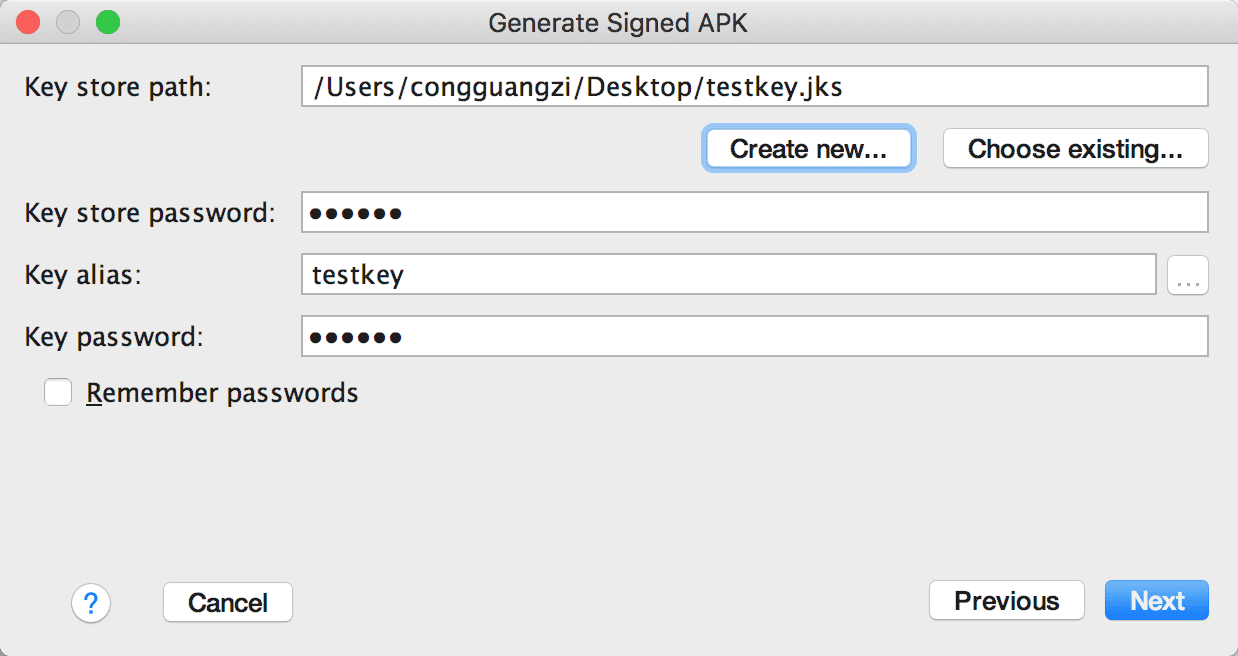 Generate Signed APK
Key store path: /Users/congguangzi/Desktop/testkey.jks
Create new... Choose existing...
Key store password: ••••••
Key alias: testkey ...
Key password: ••••••
Remember passwords
? Cancel Previous Next